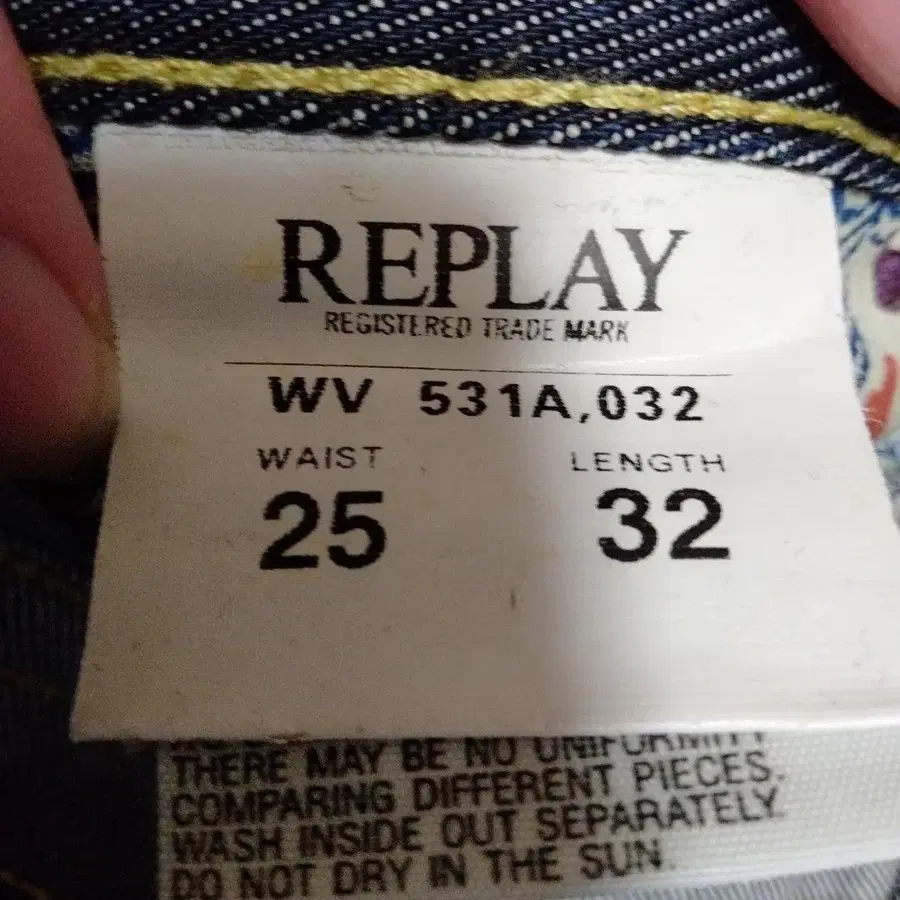 REPLAY
REGISTERED TRADE MARK
WV 531A,032
WAIST LENGTH
25 32
THERE MAY BE NO UNIFORMITY
COMPARING DIFFERENT PIECES.
WASH INSIDE OUT SEPARATELY.
DO NOT DRY IN THE SUN.